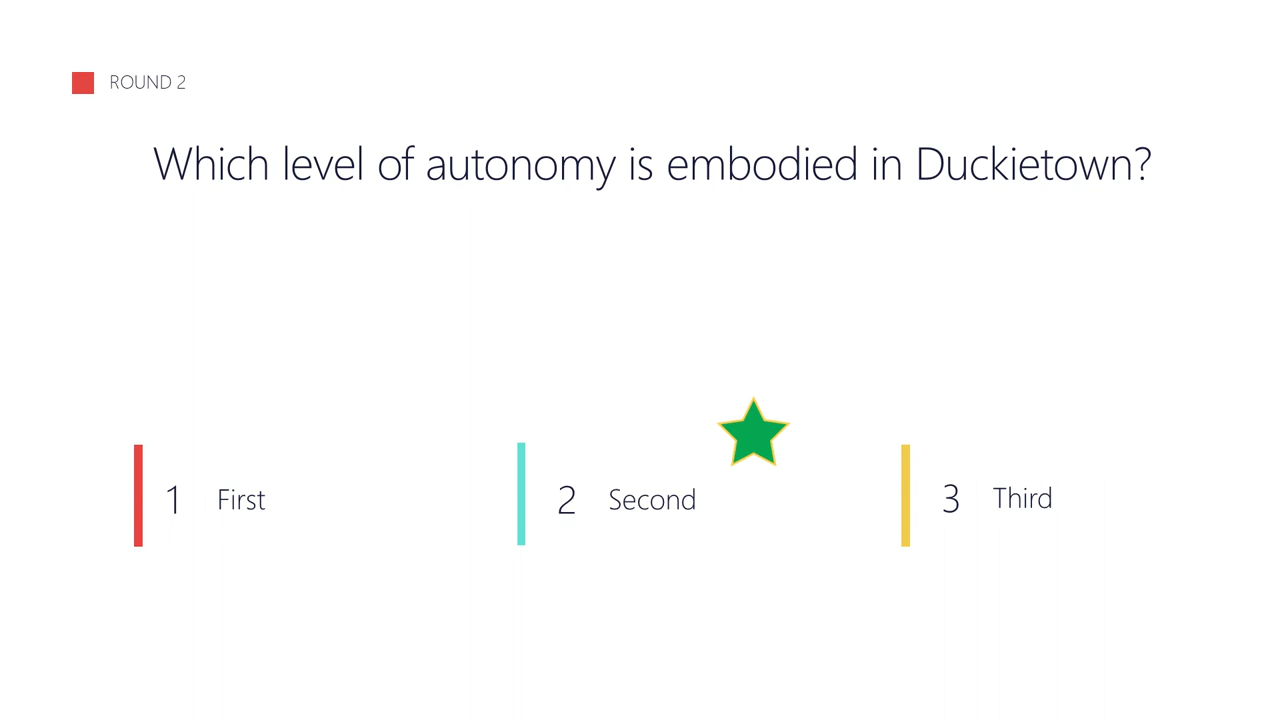 ROUND 2
Which level of autonomy is embodied in Duckietown?
1 First
2 Second
3 Third